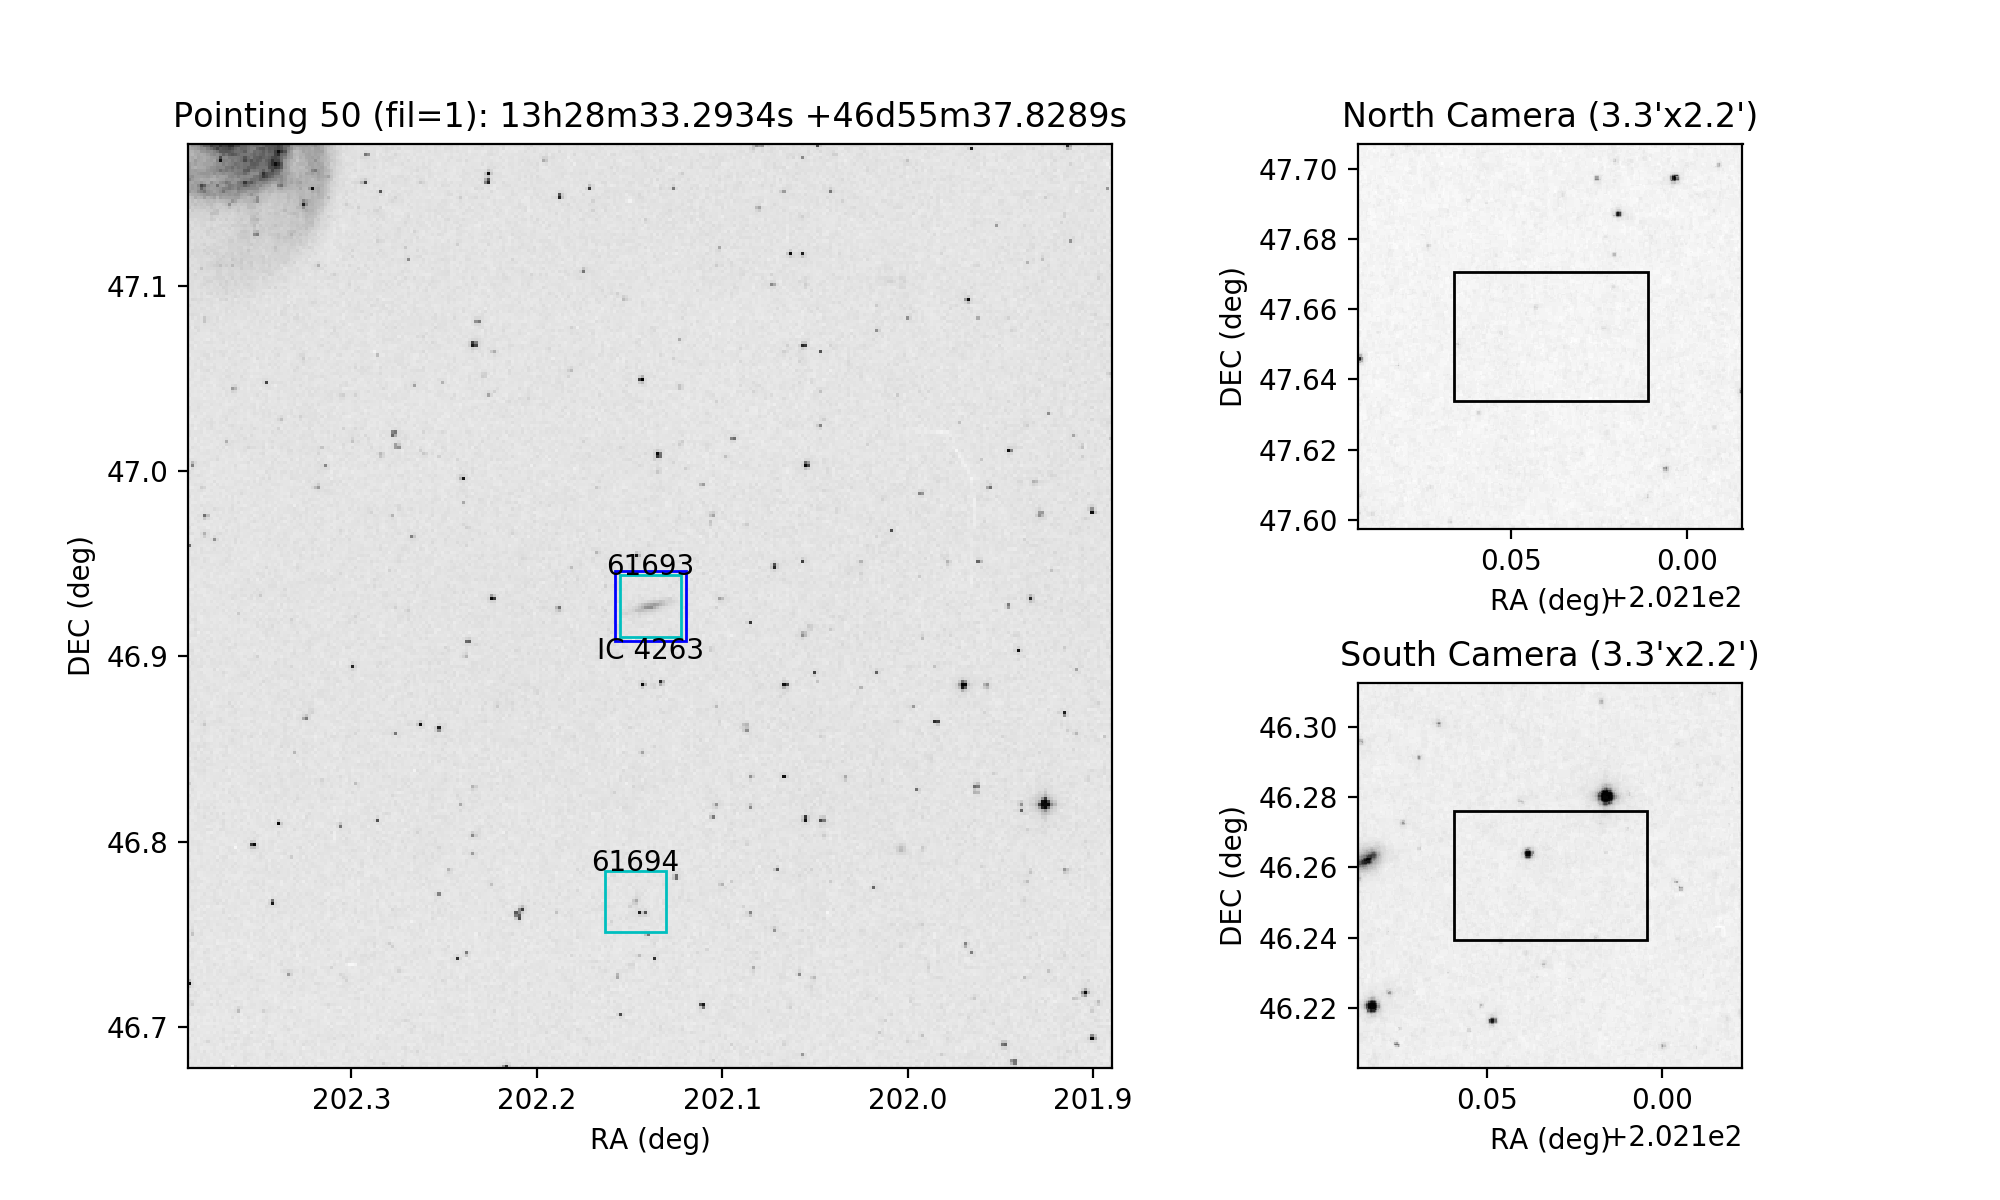 Pointing 50 (fil=1): 13h28m33.2934s +46d55m37.8289s
47.1
47.0
46.9
46.8
46.7
DEC (deg)
61693
IC 4263
61694
202.3 202.2 202.1 202.0 201.9
RA (deg)
North Camera (3.3'x2.2')
47.70
47.68
47.66
47.64
47.62
47.60
DEC (deg)
0.05 0.00
RA (deg) +2.021e2
South Camera (3.3'x2.2')
46.30
46.28
46.26
46.24
46.22
DEC (deg)
0.05 0.00
RA (deg) +2.021e2